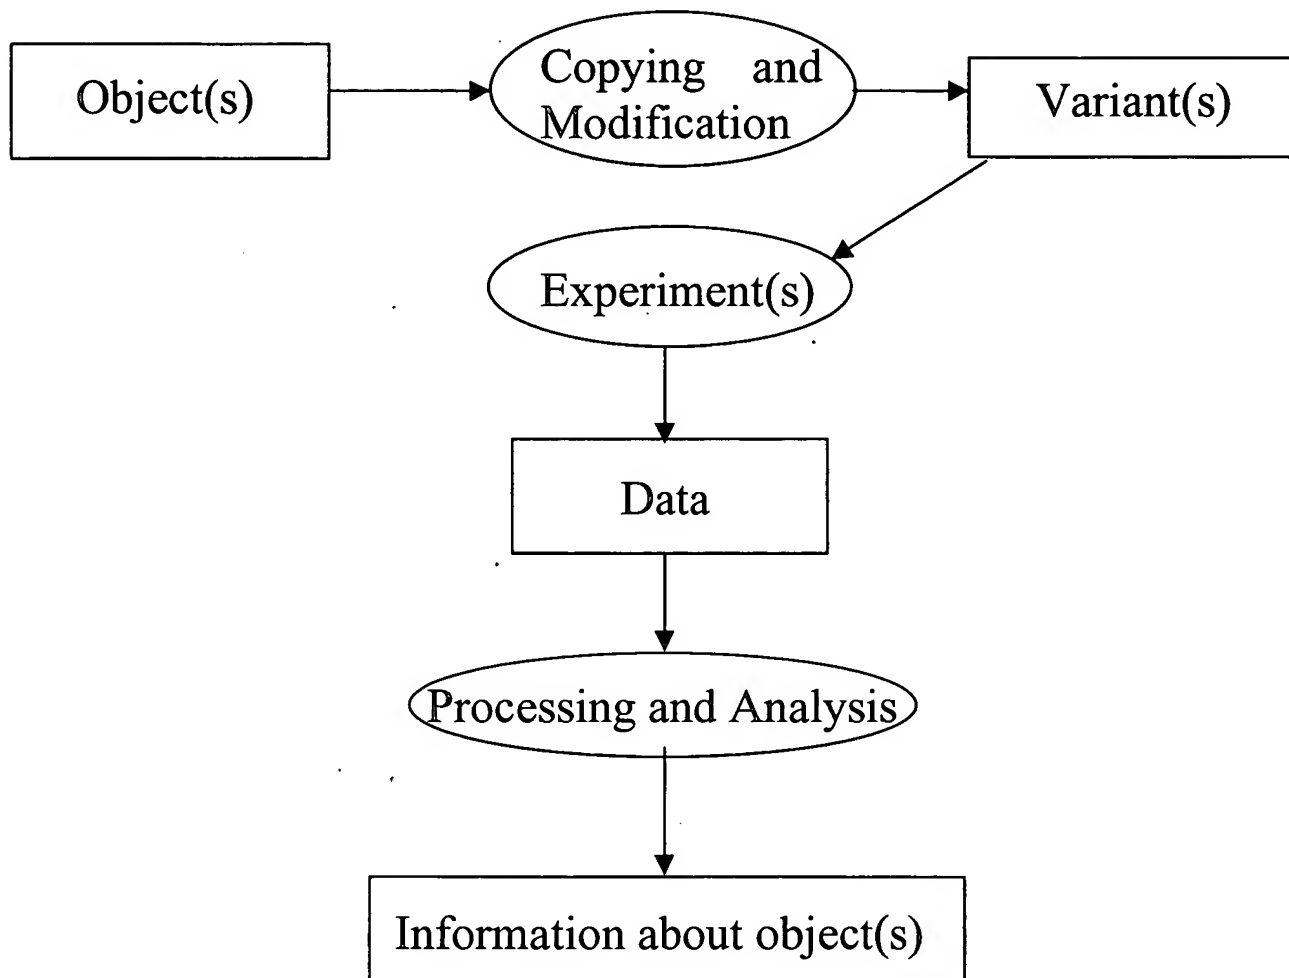 Object(s)
Copying and
Modification
Variant(s)
Experiment(s)
Data
Processing and Analysis
Information about object(s)